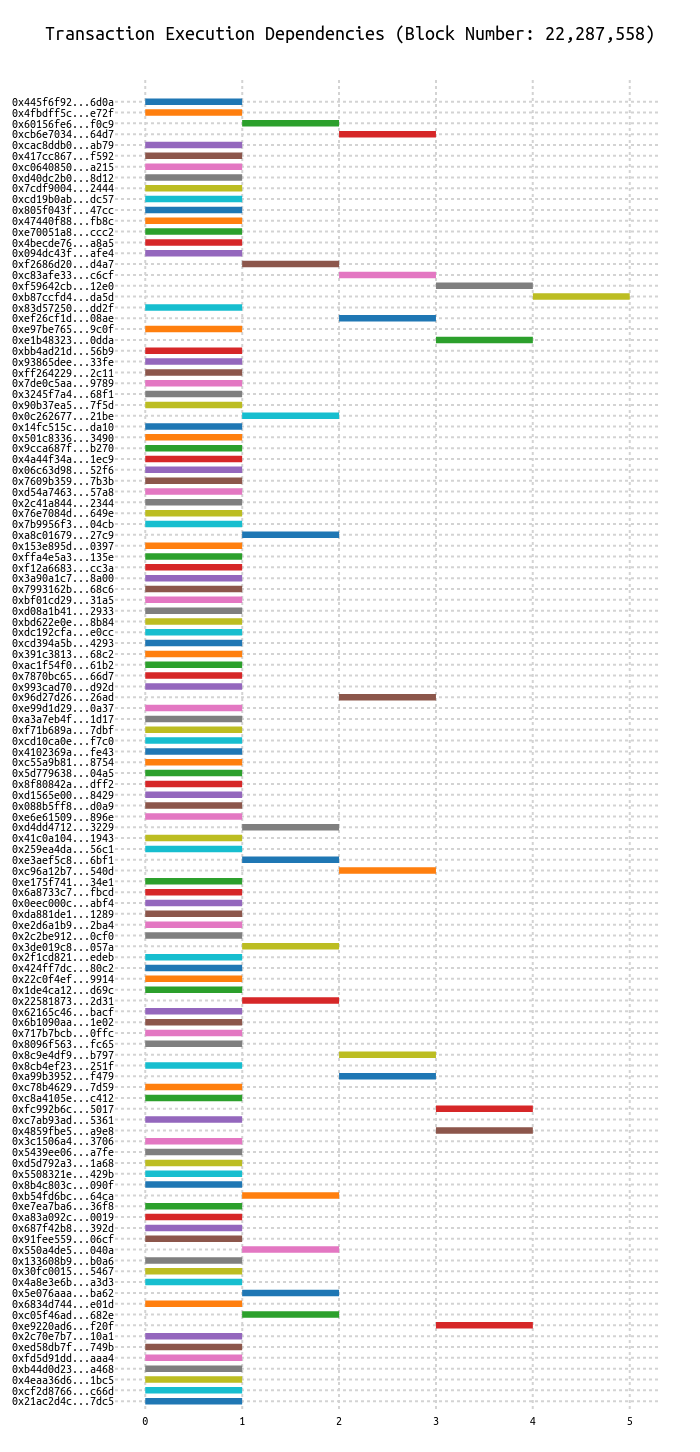 Transaction Execution Dependencies (Block Number: 22,287,558)
0x445f6f92...6d0a
0x4fbdff5c...e72f
0x60156fe6...f0c9
0xcb6e7034...64d7
0xcac8ddb0...ab79
0x417cc867...f592
0xc0640850...a215
0xd40dc2b0...8d12
0x7cdf9004...2444
0xcd19b0ab...dc57
0x805f043f...47cc
0x47440f88...fb8c
0xe70051a8...ccc2
0x4becde76...a8a5
0x094dc43f...afe4
0xf2686d20...d4a7
0xc83afe33...c6cf
0xf59642cb...12e0
0xb87ccfd4...da5d
0x83d57250...dd2f
0xef26cf1d...08ae
0xe97be765...9c0f
0xe1b48323...0dda
0xbb4ad21d...56b9
0x93865dee...33fe
0xff264229...2c11
0x7de0c5aa...9789
0x3245f7a4...68f1
0x90b37ea5...7f5d
0x0c262677...21be
0x14fc515c...da10
0x501c8336...3490
0x9cca687f...b270
0x4a44f34a...1ec9
0x06c63d98...52f6
0x7609b359...7b3b
0xd54a7463...57a8
0x2c41a844...2344
0x76e7084d...649e
0x7b9956f3...04cb
0xa8c01679...27c9
0x153e895d...0397
0xffa4e5a3...135e
0xf12a6683...cc3a
0x3a90a1c7...8a00
0x7993162b...68c6
0xbf01cd29...31a5
0xd08a1b41...2933
0xbd622e0e...8b84
0xdc192cfa...e0cc
0xcd394a5b...4293
0x391c3813...68c2
0xac1f54f0...61b2
0x7870bc65...66d7
0x993cad70...d92d
0x96d27d26...26ad
0xe99d1d29...0a37
0xa3a7eb4f...1d17
0xf71b689a...7dbf
0xcd10ca0e...f7c0
0x4102369a...fe43
0xc55a9b81...8754
0x5d779638...04a5
0x8f80842a...dff2
0xd1565e00...8429
0x088b5ff8...d0a9
0xe6e61509...896e
0xd4dd4712...3229
0x41c0a104...1943
0x259ea4da...56c1
0xe3aef5c8...6bf1
0xc96a12b7...540d
0xe175f741...34e1
0x6a8733c7...fbcd
0x0eec000c...abf4
0xda881de1...1289
0xe2d6a1b9...2ba4
0x2c2be912...0cf0
0x3de019c8...057a
0x2f1cd821...edeb
0x424ff7dc...80c2
0x22c0f4ef...9914
0x1de4ca12...d69c
0x22581873...2d31
0x62165c46...bacf
0x6b1090aa...1e02
0x717b7bcb...0ffc
0x8096f563...fc65
0x8c9e4df9...b797
0x8cb4ef23...251f
0xa99b3952...f479
0xc78b4629...7d59
0xc8a4105e...c412
0xfc992b6c...5017
0xc7ab93ad...5361
0x4859fbe5...a9e8
0x3c1506a4...3706
0x5439ee06...a7fe
0xd5d792a3...1a68
0x5508321e...429b
0x8b4c803c...090f
0xb54fd6bc...64ca
0xe7ea7ba6...36f8
0xa83a092c...0019
0x687f42b8...392d
0x91fee559...06cf
0x550a4de5...040a
0x133608b9...b0a6
0x30fc0015...5467
0x4a8e3e6b...a3d3
0x5e076aaa...ba62
0x6834d744...e01d
0xc05f46ad...682e
0xe9220ad6...f20f
0x2c70e7b7...10a1
0xed58db7f...749b
0xfd5d91dd...aaa4
0xb44d0d23...a468
0x4eaa36d6...1bc5
0xcf2d8766...c66d
0x21ac2d4c...7dc5
0 1 2 3 4 5